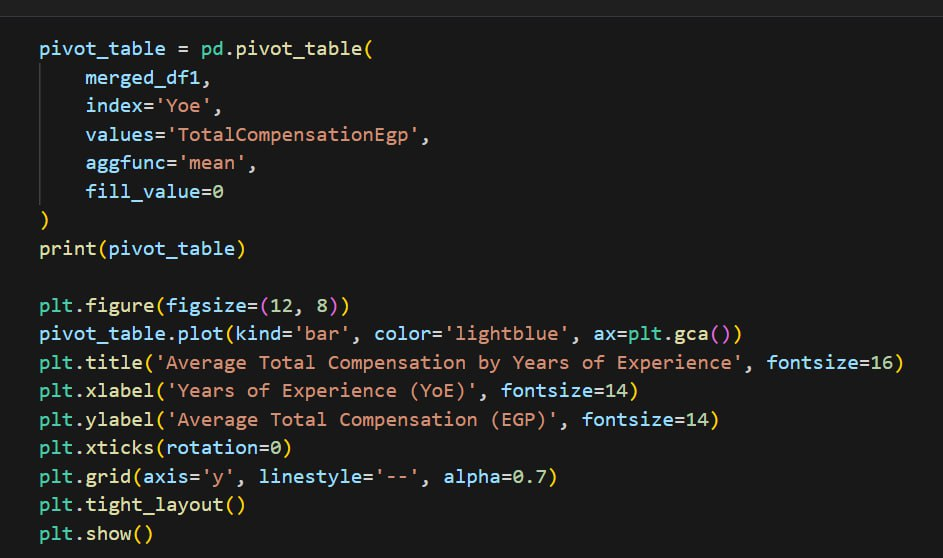 pivot_table = pd.pivot_table(
    merged_df1,
    index='Yoe',
    values='TotalCompensationEgp',
    aggfunc='mean',
    fill_value=0
)
print(pivot_table)

plt.figure(figsize=(12, 8))
pivot_table.plot(kind='bar', color='lightblue', ax=plt.gca())
plt.title('Average Total Compensation by Years of Experience', fontsize=16)
plt.xlabel('Years of Experience (YoE)', fontsize=14)
plt.ylabel('Average Total Compensation (EGP)', fontsize=14)
plt.xticks(rotation=0)
plt.grid(axis='y', linestyle='--', alpha=0.7)
plt.tight_layout()
plt.show()